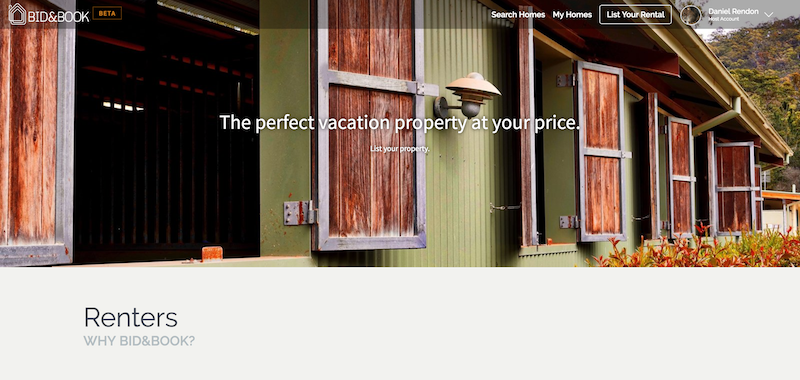 BID&BOOK BETA
Search Homes My Homes List Your Rental Daniel Rendon
Host Account
The perfect vacation property at your price.
List your property.
Renters
WHY BID&BOOK?